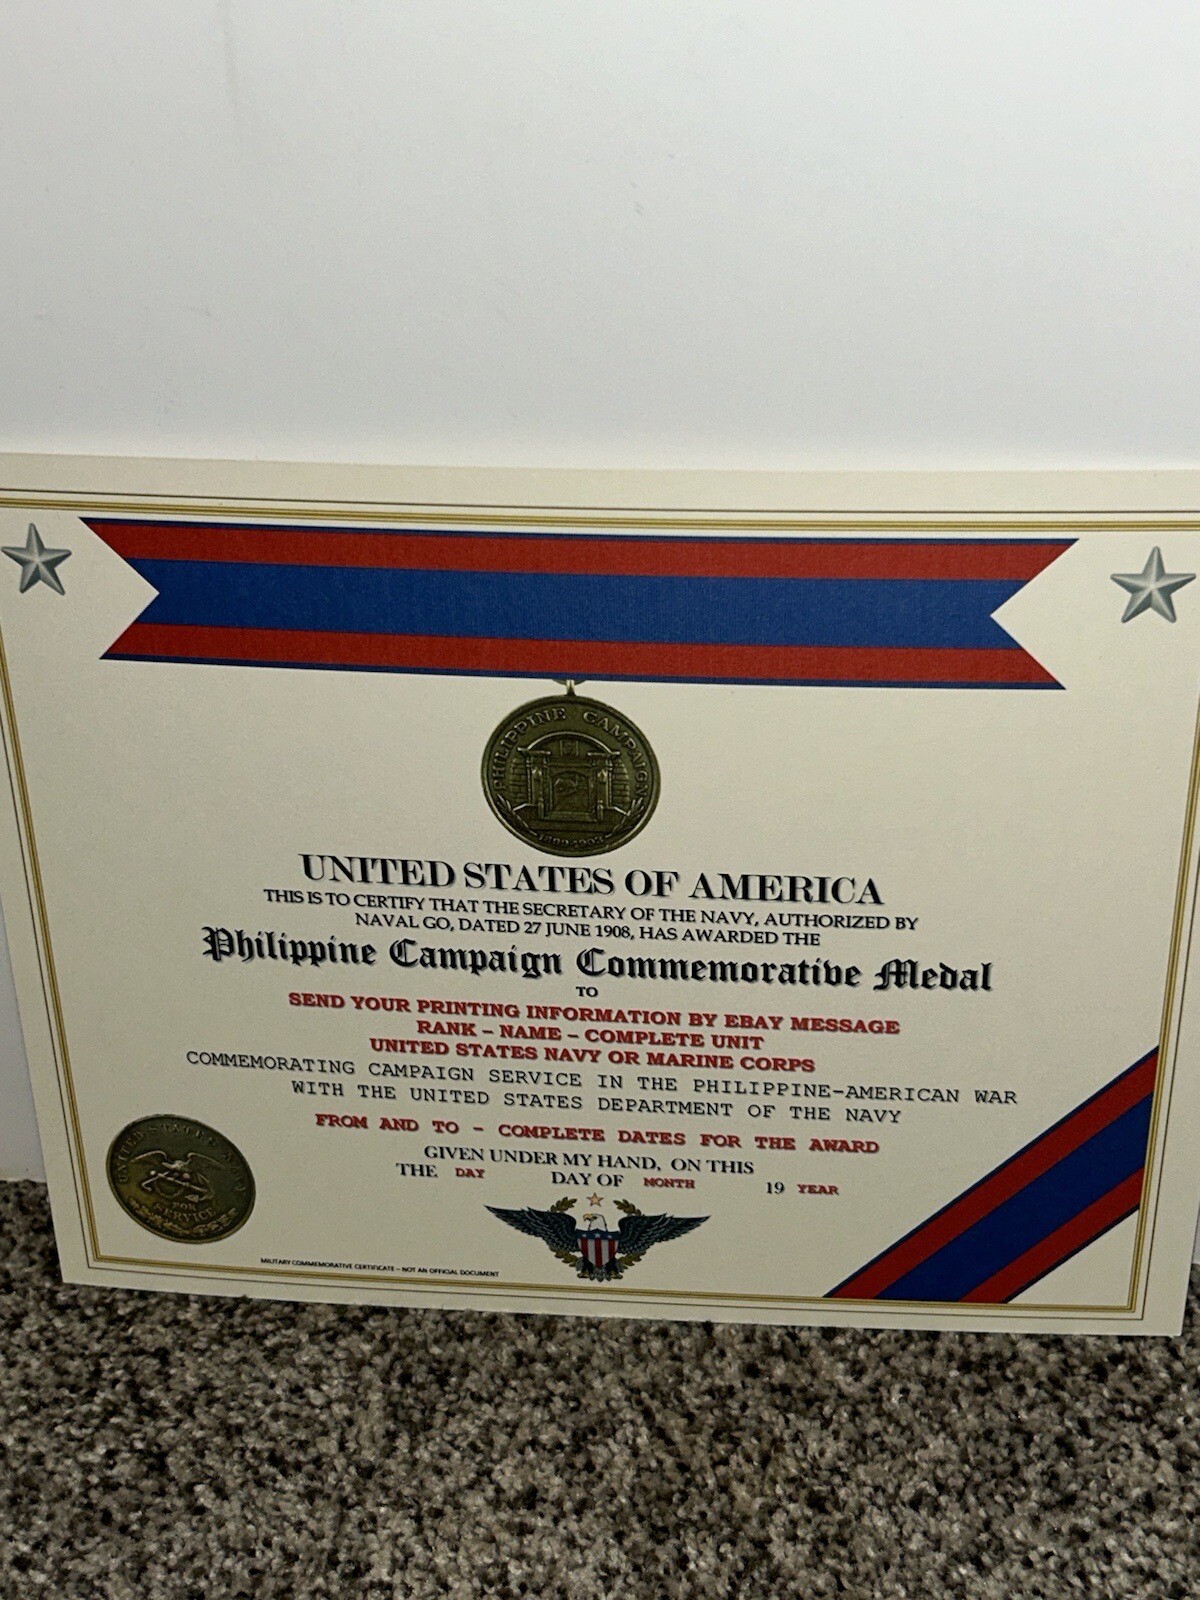 PHILIPPINE CAMPAIGN
1899-1903
UNITED STATES OF AMERICA
THIS IS TO CERTIFY THAT THE SECRETARY OF THE NAVY, AUTHORIZED BY
NAVAL GO, DATED 27 JUNE 1908, HAS AWARDED THE
Philippine Campaign Commemorative Medal
TO
SEND YOUR PRINTING INFORMATION BY EBAY MESSAGE
RANK – NAME – COMPLETE UNIT
UNITED STATES NAVY OR MARINE CORPS
COMMEMORATING CAMPAIGN SERVICE IN THE PHILIPPINE-AMERICAN WAR
WITH THE UNITED STATES DEPARTMENT OF THE NAVY
FROM AND TO – COMPLETE DATES FOR THE AWARD
GIVEN UNDER MY HAND, ON THIS
THE DAY DAY OF MONTH 19 YEAR
UNITED STATES NAVY
FOR
SERVICE
MILITARY COMMEMORATIVE CERTIFICATE – NOT AN OFFICIAL DOCUMENT